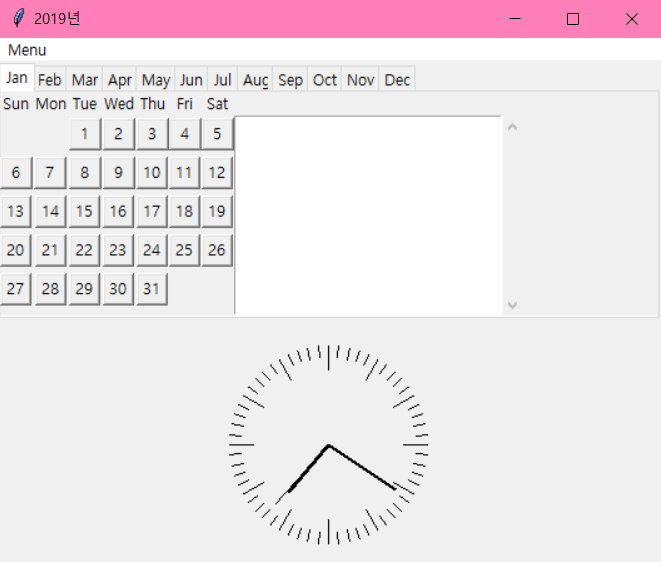 2019년
Menu
Jan Feb Mar Apr May Jun Jul Aug Sep Oct Nov Dec
Sun Mon Tue Wed Thu Fri Sat
1 2 3 4 5
6 7 8 9 10 11 12
13 14 15 16 17 18 19
20 21 22 23 24 25 26
27 28 29 30 31